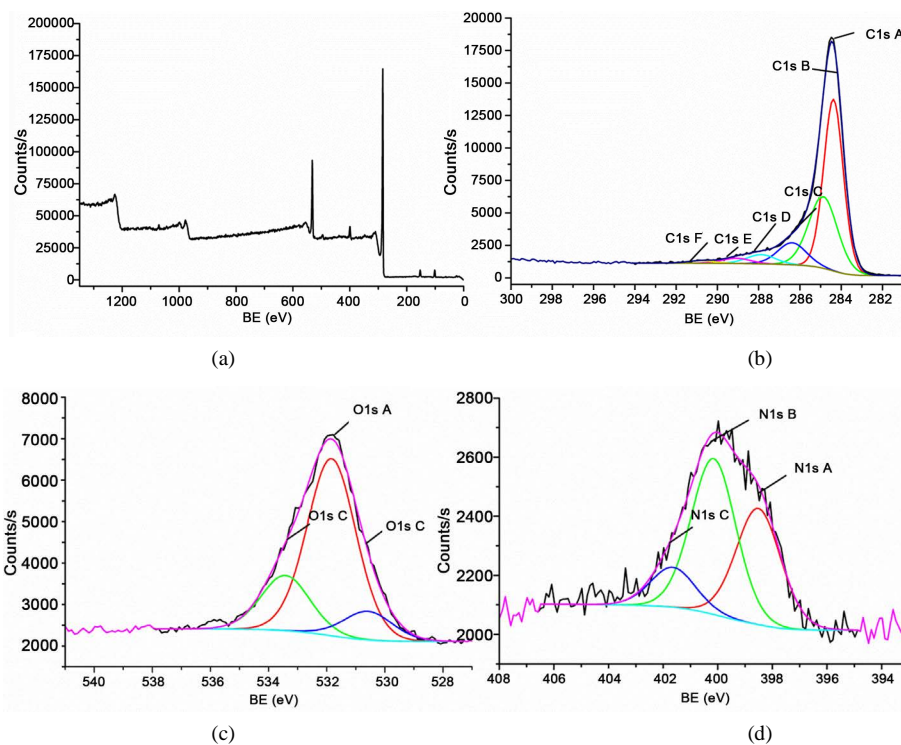 200000
175000
150000
125000
100000
75000
50000
25000
0
Counts/s
1200 1000 800 600 400 200 0
BE (eV)
(a)
20000
17500
15000
12500
10000
7500
5000
2500
0
Counts/s
C1s A
C1s B
C1s C
C1s D
C1s E
C1s F
300 298 296 294 292 290 288 286 284 282
BE (eV)
(b)
8000
7000
6000
5000
4000
3000
2000
Counts/s
O1s A
O1s C
O1s C
540 538 536 534 532 530 528
BE (eV)
(c)
2800
2600
2400
2200
2000
Counts/s
N1s B
N1s A
N1s C
408 406 404 402 400 398 396 394
BE (eV)
(d)